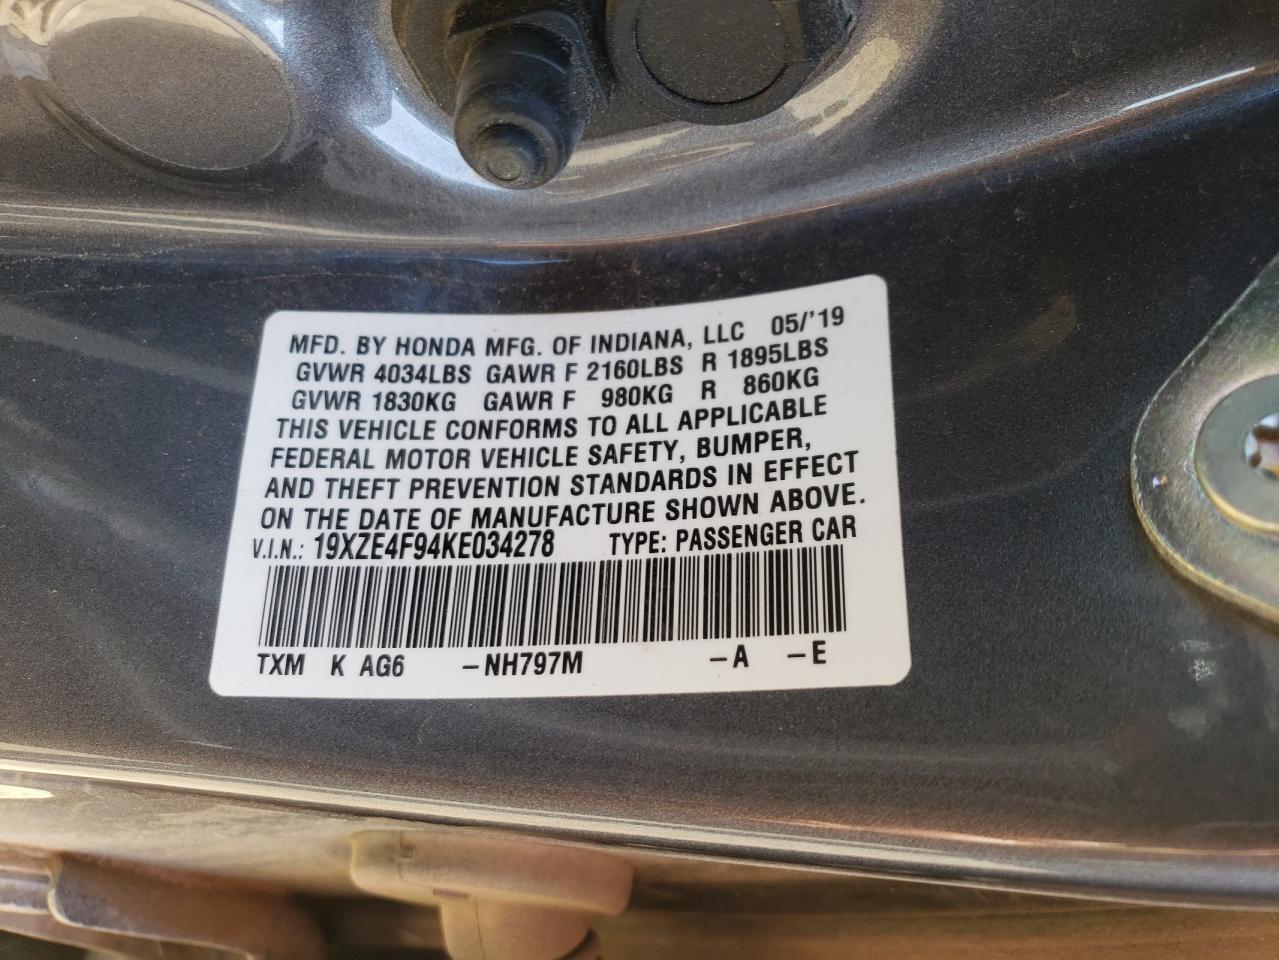 MFD. BY HONDA MFG. OF INDIANA, LLC 05/'19
GVWR 4034LBS GAWR F 2160LBS R 1895LBS
GVWR 1830KG GAWR F 980KG R 860KG
THIS VEHICLE CONFORMS TO ALL APPLICABLE
FEDERAL MOTOR VEHICLE SAFETY, BUMPER,
AND THEFT PREVENTION STANDARDS IN EFFECT
ON THE DATE OF MANUFACTURE SHOWN ABOVE.
V.I.N.: 19XZE4F94KE034278 TYPE: PASSENGER CAR
TXM K AG6 -NH797M -A -E